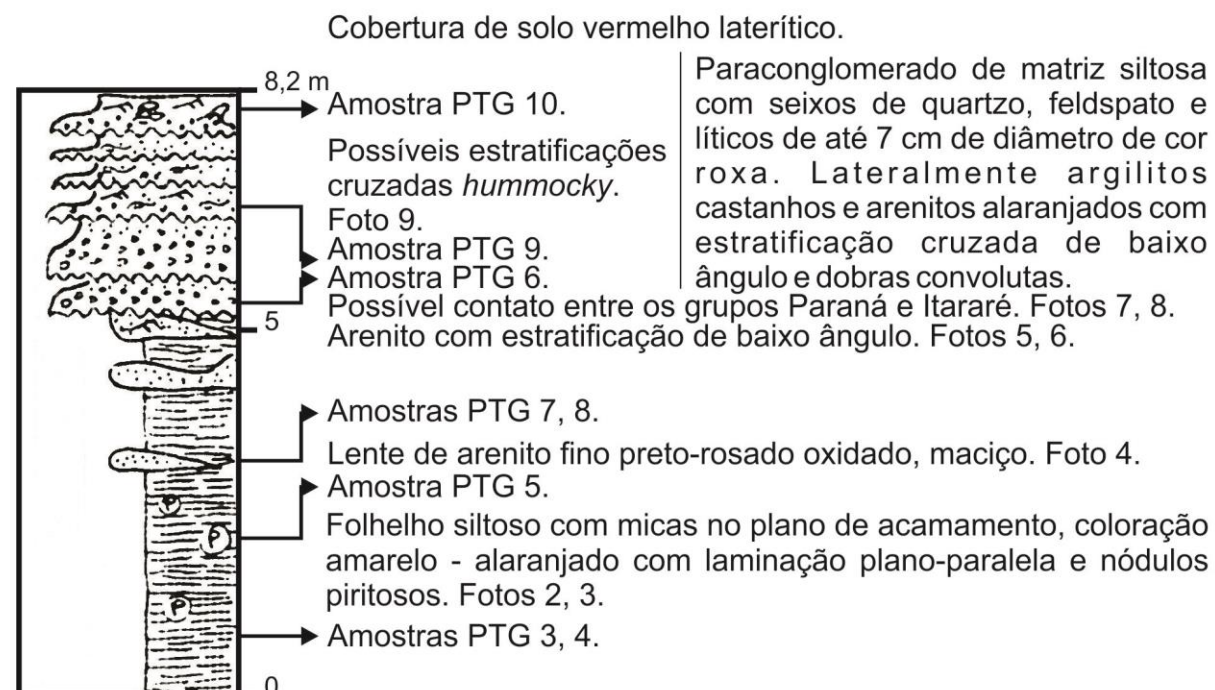 Cobertura de solo vermelho laterítico.
8,2 m
Amostra PTG 10.
Possíveis estratificações
cruzadas hummocky.
Foto 9.
Amostra PTG 9.
Amostra PTG 6.
Paraconglomerado de matriz siltosa
com seixos de quartzo, feldspato e
líticos de até 7 cm de diâmetro de cor
roxa. Lateralmente argilitos
castanhos e arenitos alaranjados com
estratificação cruzada de baixo
ângulo e dobras convolutas.
Possível contato entre os grupos Paraná e Itararé. Fotos 7, 8.
5
Arenito com estratificação de baixo ângulo. Fotos 5, 6.
Amostras PTG 7, 8.
Lente de arenito fino preto-rosado oxidado, maciço. Foto 4.
Amostra PTG 5.
P
P
Folhelho siltoso com micas no plano de acamamento, coloração
amarelo - alaranjado com laminação plano-paralela e nódulos
piritosos. Fotos 2, 3.
P
Amostras PTG 3, 4.
0